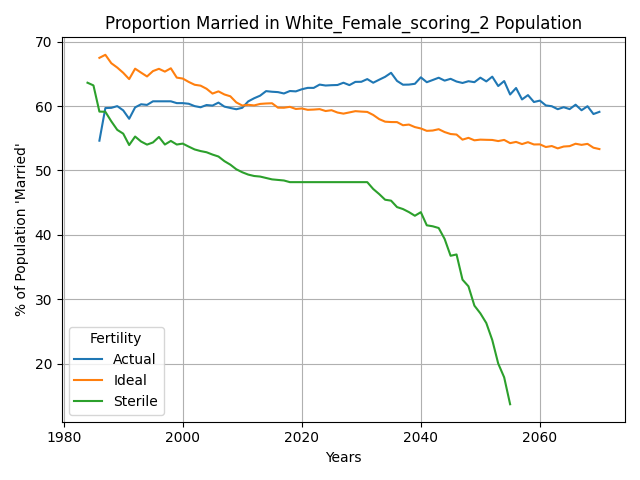 Proportion Married in White_Female_scoring_2 Population
% of Population 'Married'
70
60
50
40
30
20
Fertility
Actual
Ideal
Sterile
1980 2000 2020 2040 2060
Years